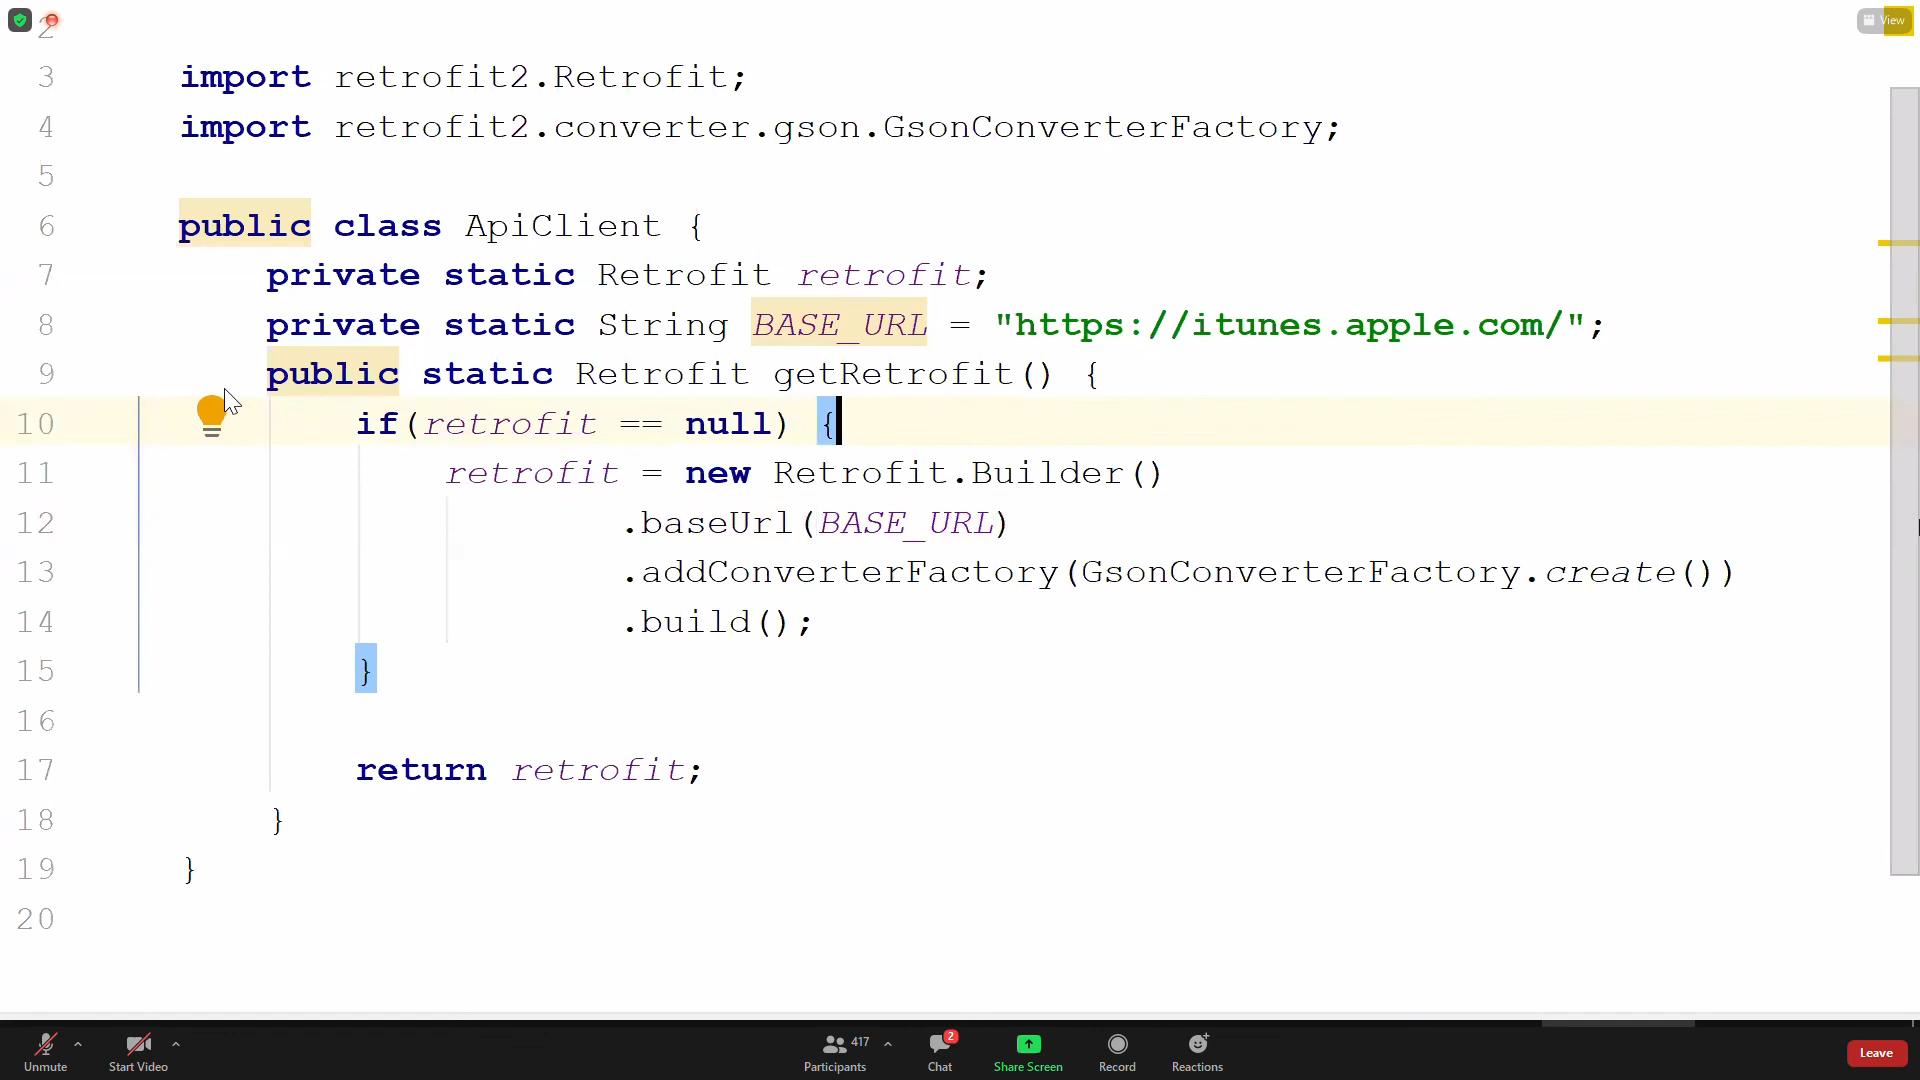 View
2
3 import retrofit2.Retrofit;
4 import retrofit2.converter.gson.GsonConverterFactory;
5
6 public class ApiClient {
7 private static Retrofit retrofit;
8 private static String BASE_URL = "https://itunes.apple.com/";
9 public static Retrofit getRetrofit() {
10 if(retrofit == null) {
11 retrofit = new Retrofit.Builder()
12 .baseUrl(BASE_URL)
13 .addConverterFactory(GsonConverterFactory.create())
14 .build();
15 }
16
17 return retrofit;
18 }
19 }
20
Unmute
Start Video
417
Participants
2
Chat
Share Screen
Record
Reactions
Leave